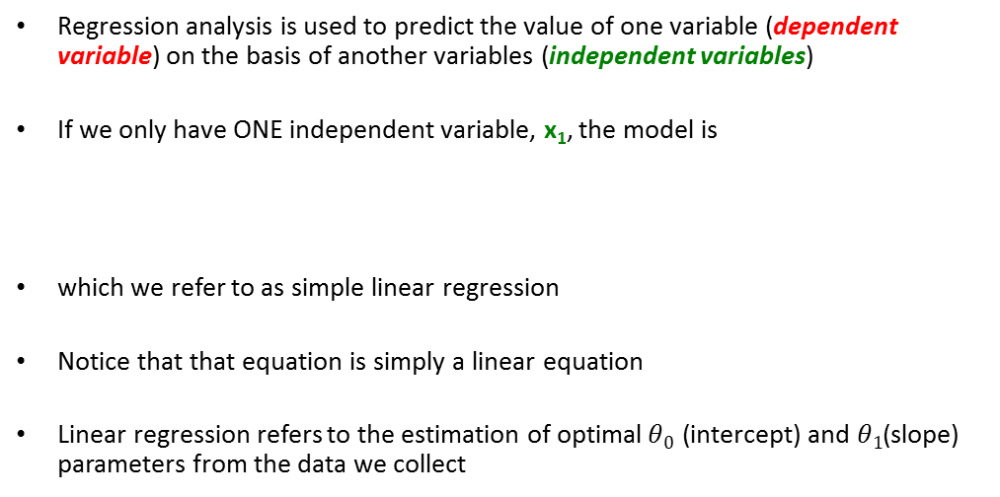 • Regression analysis is used to predict the value of one variable (dependent
variable) on the basis of another variables (independent variables)
• If we only have ONE independent variable, x₁, the model is
• which we refer to as simple linear regression
• Notice that that equation is simply a linear equation
• Linear regression refers to the estimation of optimal θ₀ (intercept) and θ₁(slope)
parameters from the data we collect